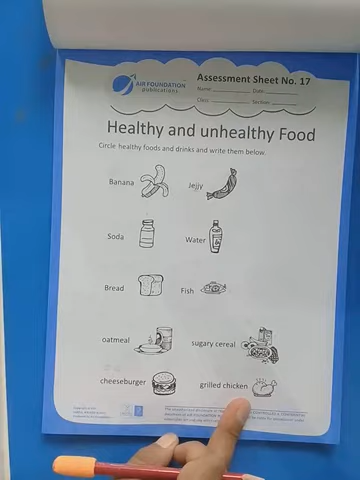 AIR FOUNDATION
publications
Assessment Sheet No. 17
Name: Date:
Class: Section:
Healthy and unhealthy Food
Circle healthy foods and drinks and write them below.
Banana Jejjy
Soda Water
Bread Fish
oatmeal sugary cereal
cheeseburger grilled chicken